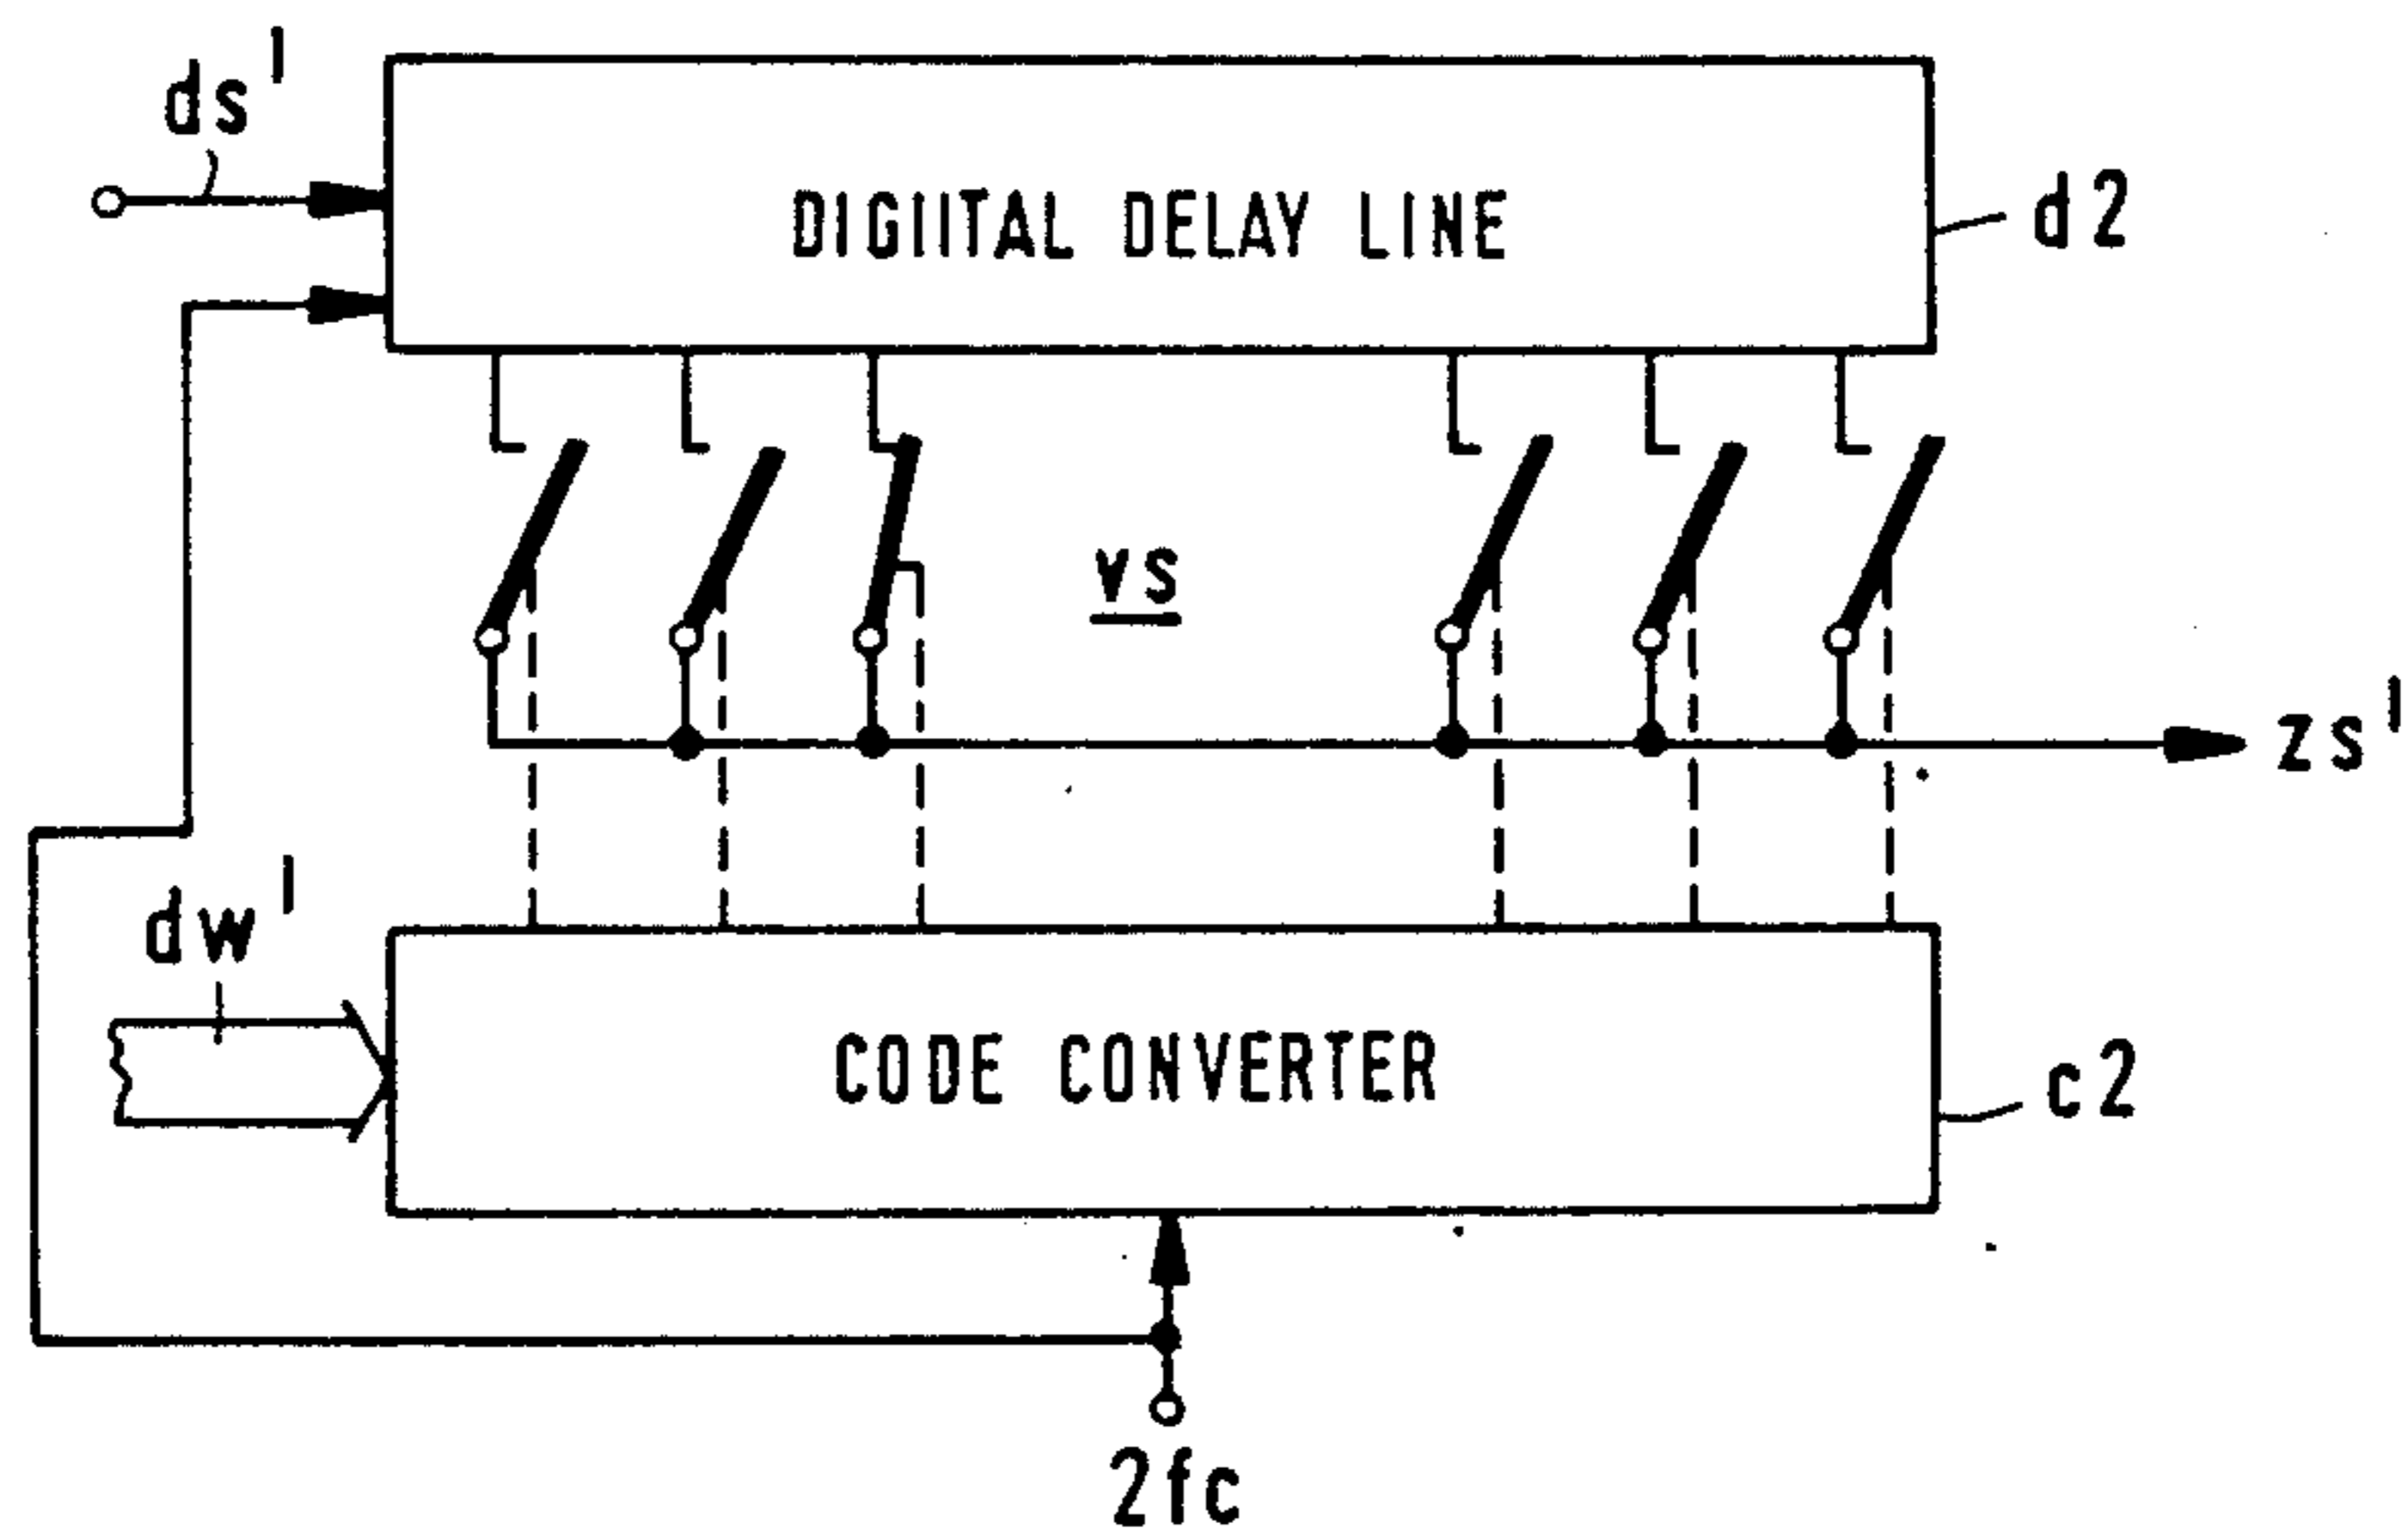 ds'
DIGIITAL DELAY LINE
d2
vs
zs'
dw'
CODE CONVERTER
c2
2fc